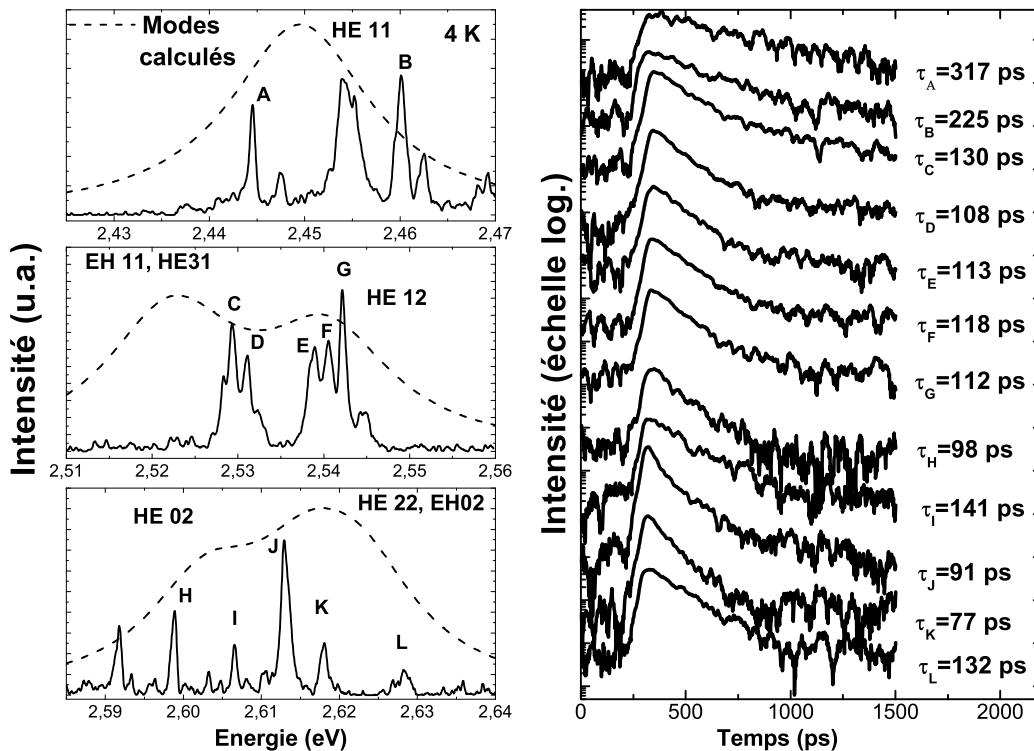 Modes
calculés
HE 11
4 K
A
B
2,43 2,44 2,45 2,46 2,47
EH 11, HE31
G
HE 12
C
D
E
F
2,51 2,52 2,53 2,54 2,55 2,56
HE 02
HE 22, EH02
J
H
I
K
L
2,59 2,60 2,61 2,62 2,63 2,64
Energie (eV)
Intensité (u.a.)
Intensité (échelle log.)
τA=317 ps
τB=225 ps
τC=130 ps
τD=108 ps
τE=113 ps
τF=118 ps
τG=112 ps
τH=98 ps
τI=141 ps
τJ=91 ps
τK=77 ps
τL=132 ps
0 500 1000 1500 2000
Temps (ps)